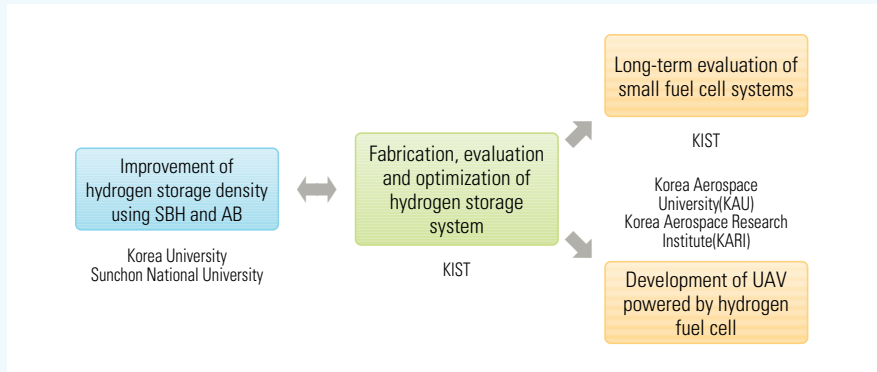 Improvement of
hydrogen storage density
using SBH and AB
Korea University
Sunchon National University
Fabrication, evaluation
and optimization of
hydrogen storage
system
KIST
Long-term evaluation of
small fuel cell systems
KIST
Korea Aerospace
University(KAU)
Korea Aerospace Research
Institute(KARI)
Development of UAV
powered by hydrogen
fuel cell